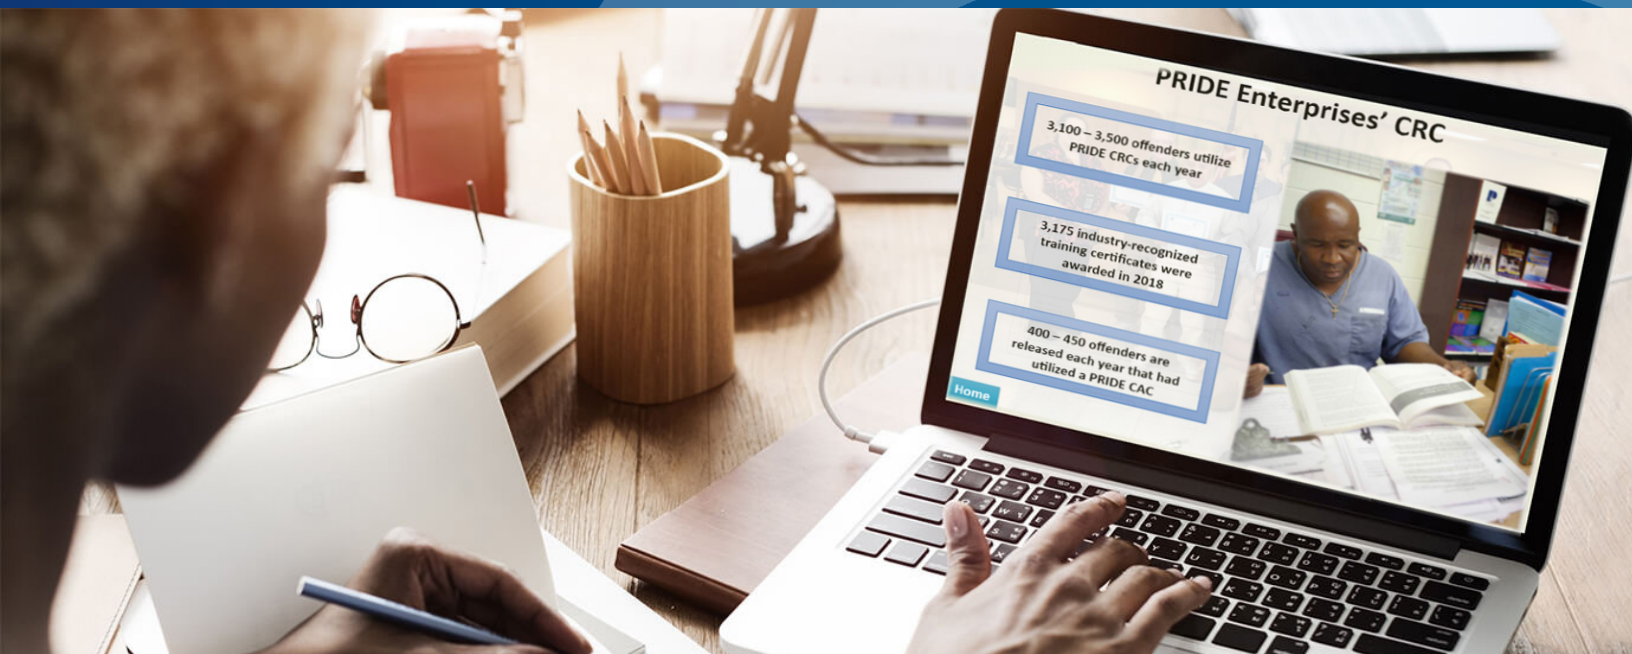 PRIDE Enterprises' CRC
3,100 – 3,500 offenders utilize
PRIDE CRCs each year
3,175 industry-recognized
training certificates were
awarded in 2018
400 – 450 offenders are
released each year that had
utilized a PRIDE CAC
Home